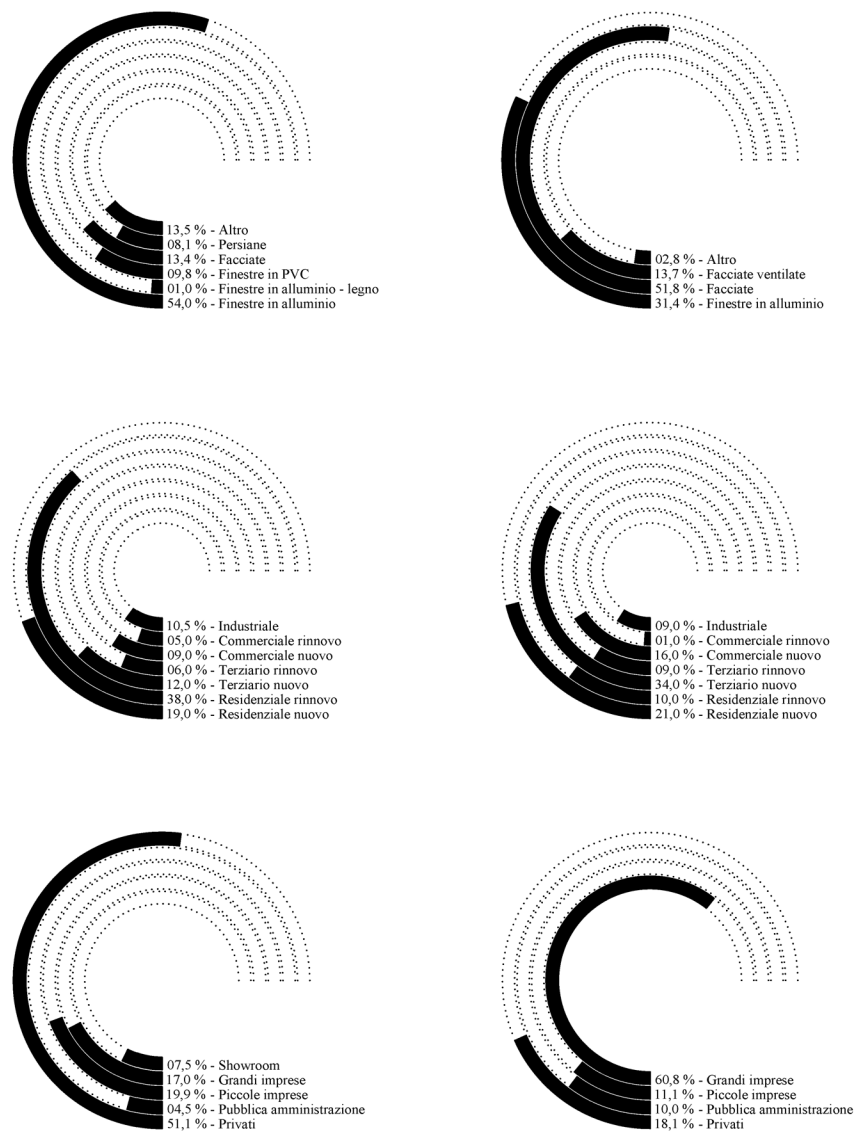 13,5 % - Altro
08,1 % - Persiane
13,4 % - Facciate
09,8 % - Finestre in PVC
01,0 % - Finestre in alluminio - legno
54,0 % - Finestre in alluminio
02,8 % - Altro
13,7 % - Facciate ventilate
51,8 % - Facciate
31,4 % - Finestre in alluminio
10,5 % - Industriale
05,0 % - Commerciale rinnovo
09,0 % - Commerciale nuovo
06,0 % - Terziario rinnovo
12,0 % - Terziario nuovo
38,0 % - Residenziale rinnovo
19,0 % - Residenziale nuovo
09,0 % - Industriale
01,0 % - Commerciale rinnovo
16,0 % - Commerciale nuovo
09,0 % - Terziario rinnovo
34,0 % - Terziario nuovo
10,0 % - Residenziale rinnovo
21,0 % - Residenziale nuovo
07,5 % - Showroom
17,0 % - Grandi imprese
19,9 % - Piccole imprese
04,5 % - Pubblica amministrazione
51,1 % - Privati
60,8 % - Grandi imprese
11,1 % - Piccole imprese
10,0 % - Pubblica amministrazione
18,1 % - Privati